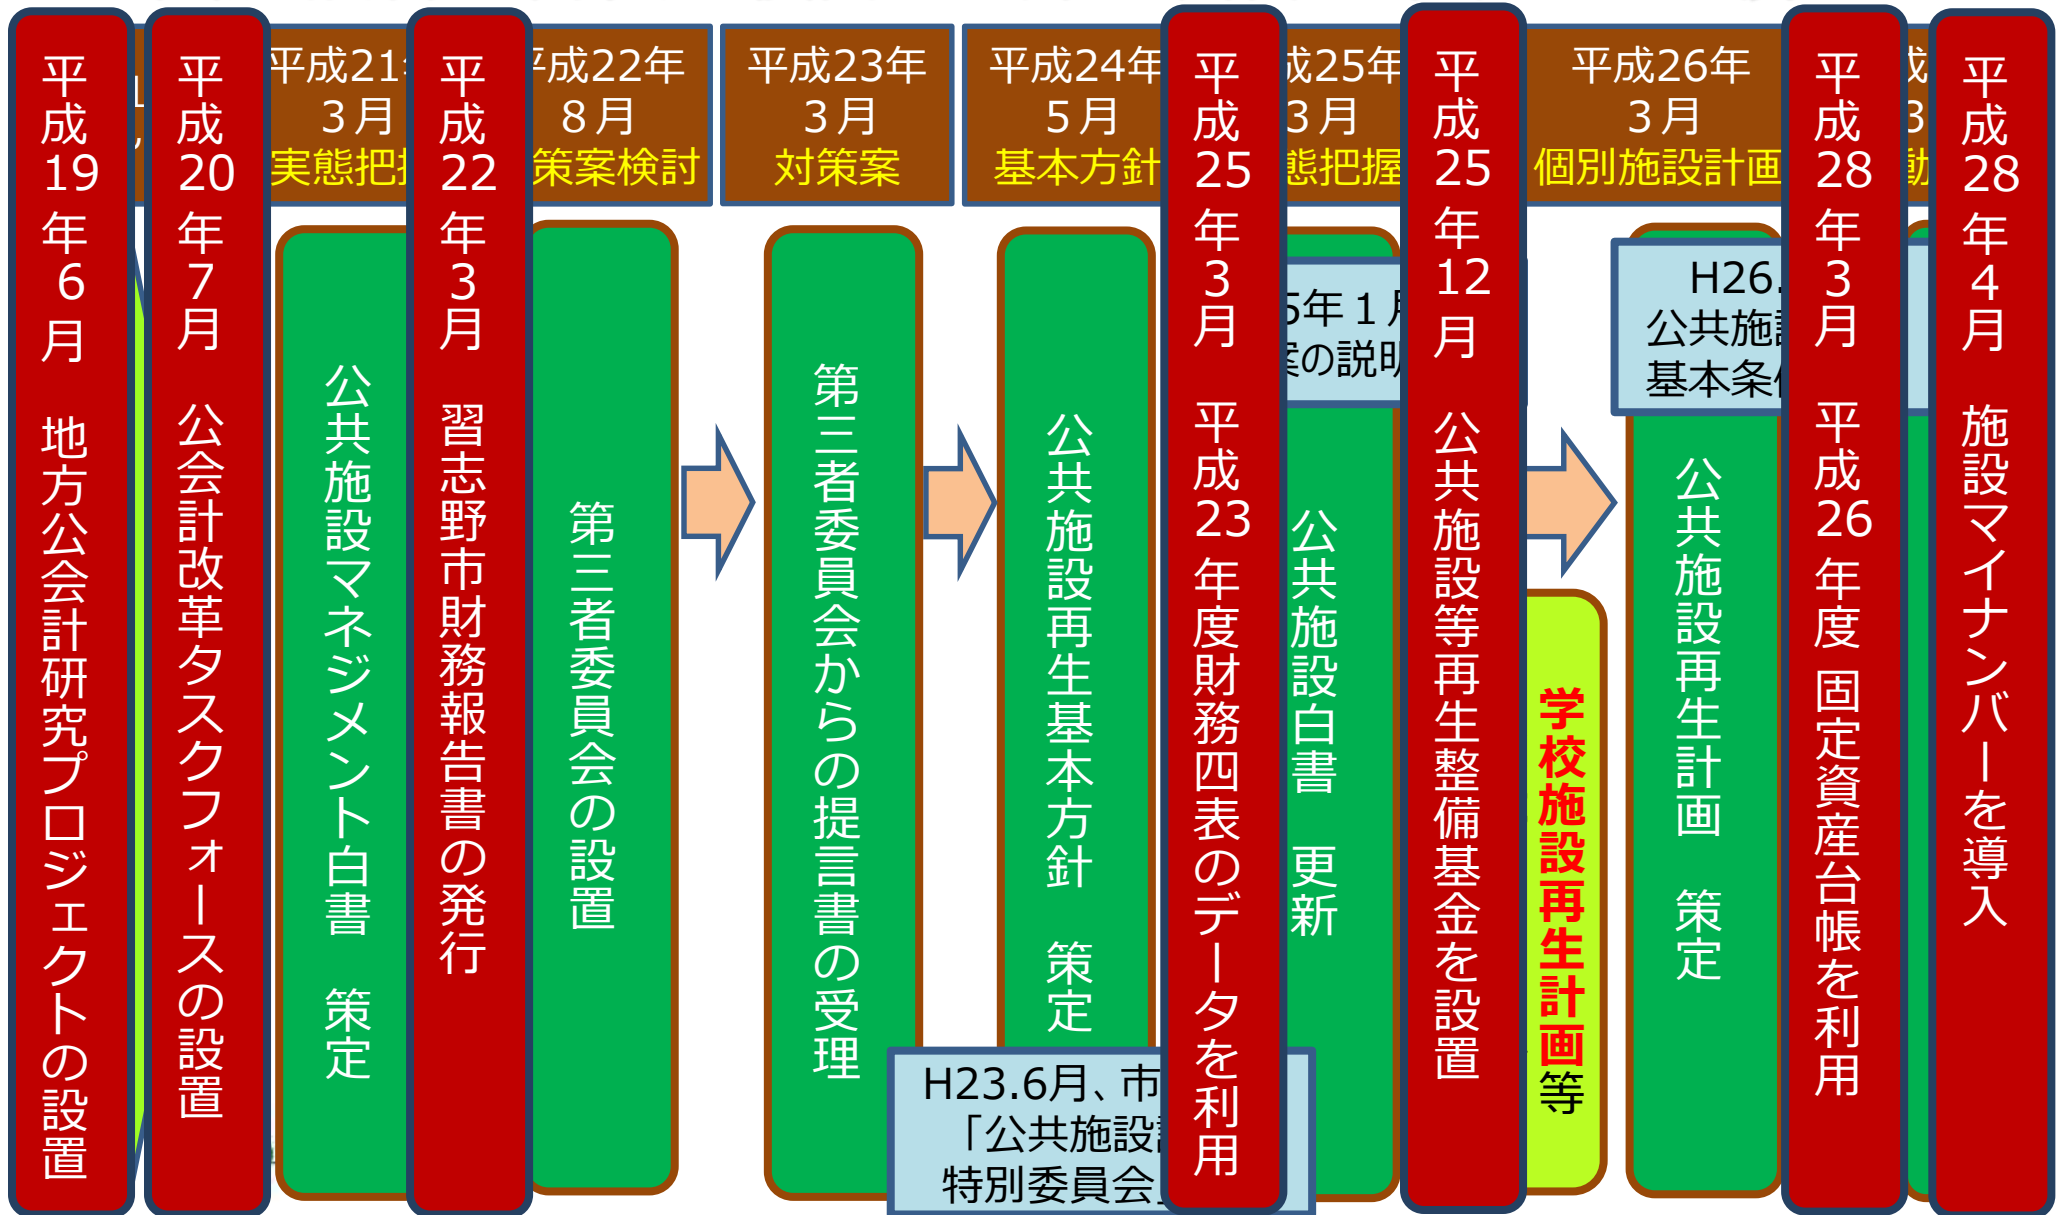 平成19年6月 地方公会計研究プロジェクトの設置
平成20年7月 公会計改革タスクフォースの設置
平成21
3月
実態把
公共施設マネジメント白書 策定
平成22年3月 習志野市財務報告書の発行
成22年
8月
策案検討
第三者委員会の設置
平成23年
3月
対策案
第三者委員会からの提言書の受理
平成24年
5月
基本方針
公共施設再生基本方針 策定
H23.6月、市
「公共施設
特別委員会
平成25年3月 平成23年度財務四表のデータを利用
成25年
3月
態把握
5年1月
案の説明
公共施設白書 更新
平成25年12月 公共施設等再生整備基金を設置
学校施設再生計画等
平成26年
3月
個別施設計画
H26.
公共施設
基本条
公共施設再生計画 策定
平成28年3月 平成26年度 固定資産台帳を利用
平成28年4月 施設マイナンバーを導入